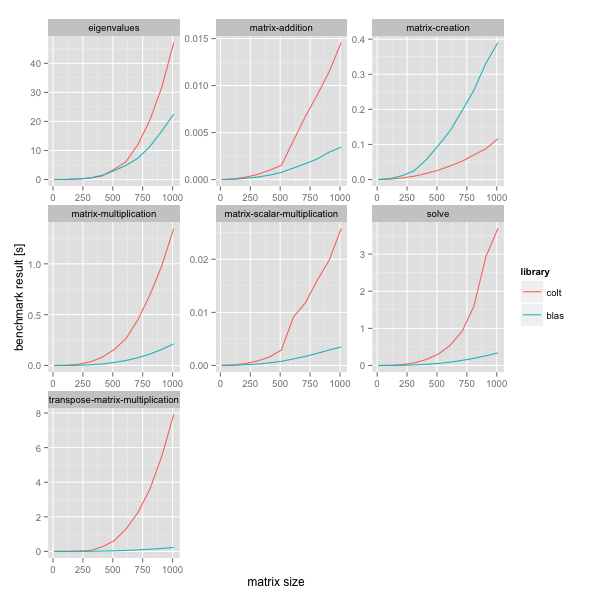 eigenvalues
matrix-addition
matrix-creation
0 10 20 30 40
0.000 0.005 0.010 0.015
0.0 0.1 0.2 0.3 0.4
0 250 500 750 1000
0 250 500 750 1000
0 250 500 750 1000
matrix-multiplication
matrix-scalar-multiplication
solve
0.0 0.5 1.0
0.00 0.01 0.02
0 1 2 3
0 250 500 750 1000
0 250 500 750 1000
0 250 500 750 1000
transpose-matrix-multiplication
0 2 4 6 8
0 250 500 750 1000
benchmark result [s]
matrix size
library
colt
blas